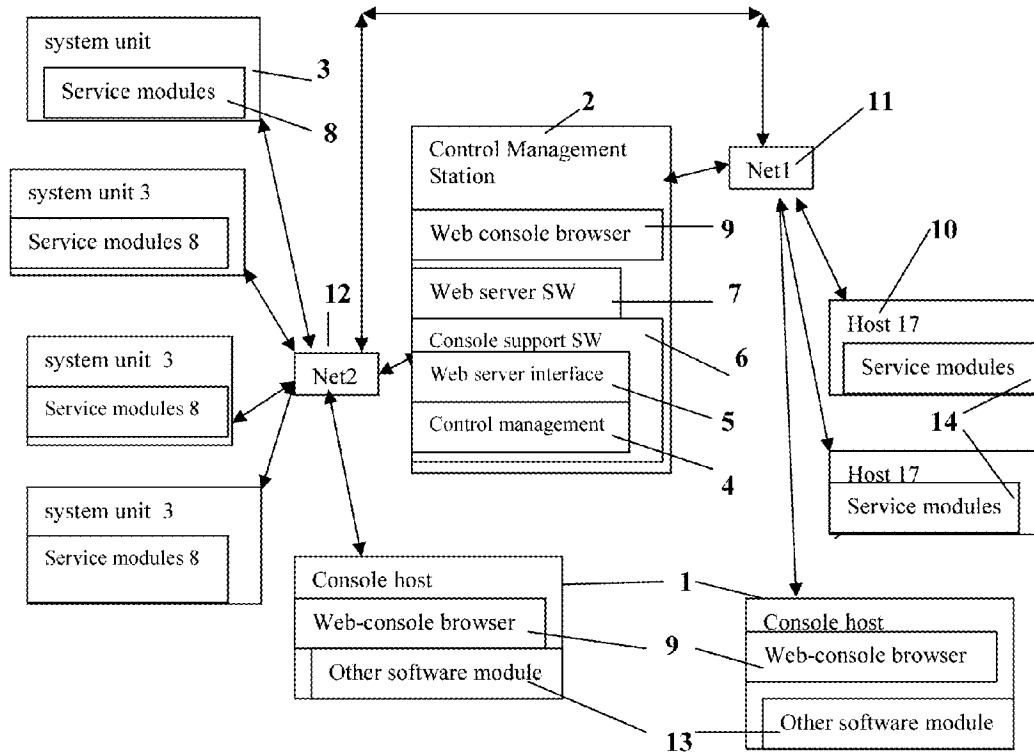 system unit
3
Service modules
8
system unit 3
Service modules 8
system unit 3
Service modules 8
system unit 3
Service modules 8
12
Net2
2
Control Management
Station
Web console browser
9
Web server SW
7
Console support SW
6
Web server interface
5
Control management
4
11
Net1
10
Host 17
Service modules
14
Host 17
Service modules
Console host
1
Web-console browser
9
Other software module
13
Console host
Web-console browser
Other software module